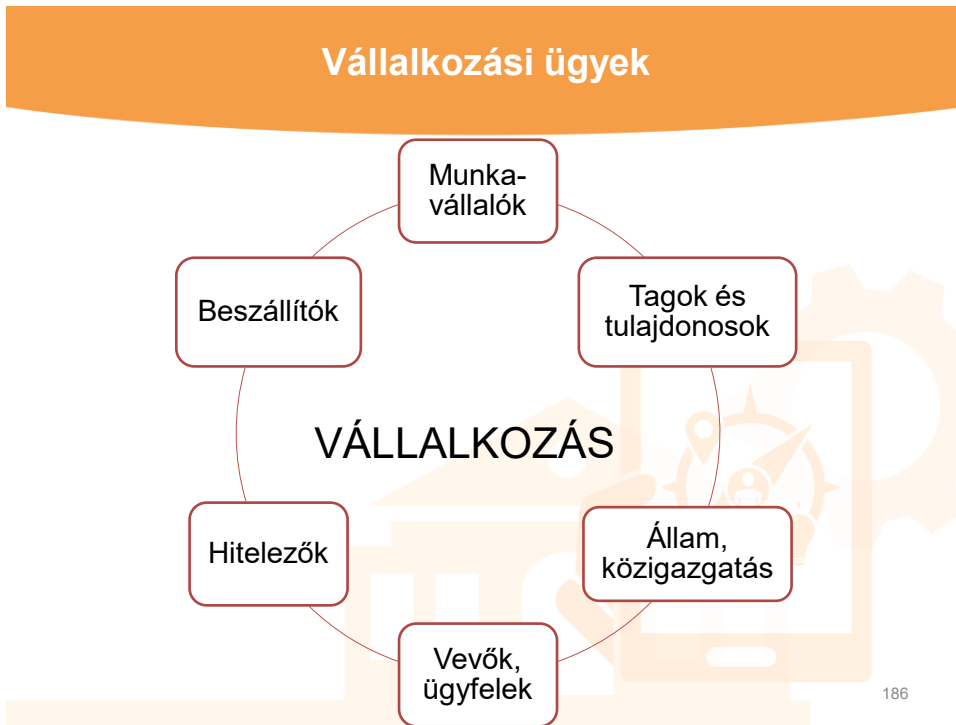 Vállalkozási ügyek
Munka-
vállalók
Beszállítók
Tagok és
tulajdonosok
VÁLLALKOZÁS
Hitelezők
Állam,
közigazgatás
Vevők,
ügyfelek
186